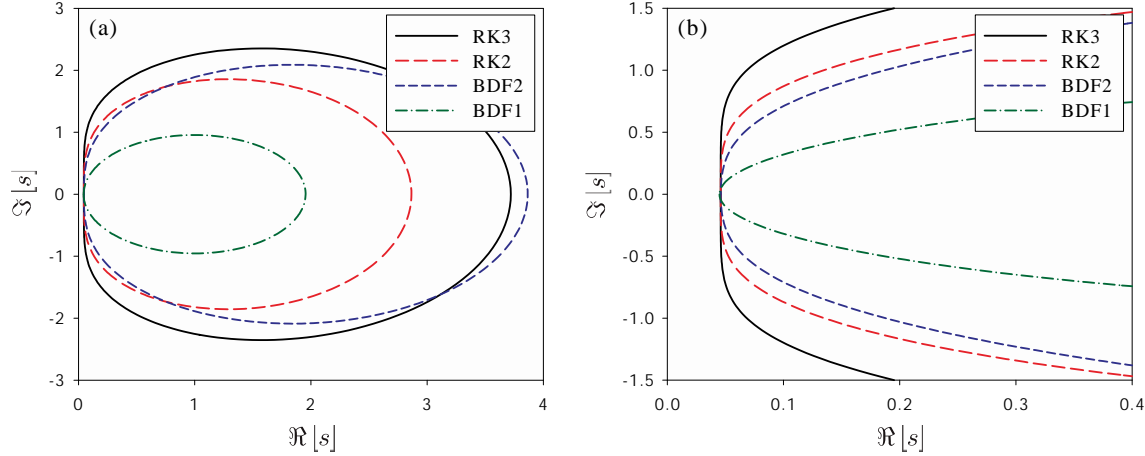 (a)
RK3
RK2
BDF2
BDF1
3
2
1
0
-1
-2
-3
0 1 2 3 4
ℑ⌊s⌋
ℜ⌊s⌋
(b)
RK3
RK2
BDF2
BDF1
1.5
1.0
0.5
0.0
-0.5
-1.0
-1.5
0.0 0.1 0.2 0.3 0.4
ℑ⌊s⌋
ℜ⌊s⌋